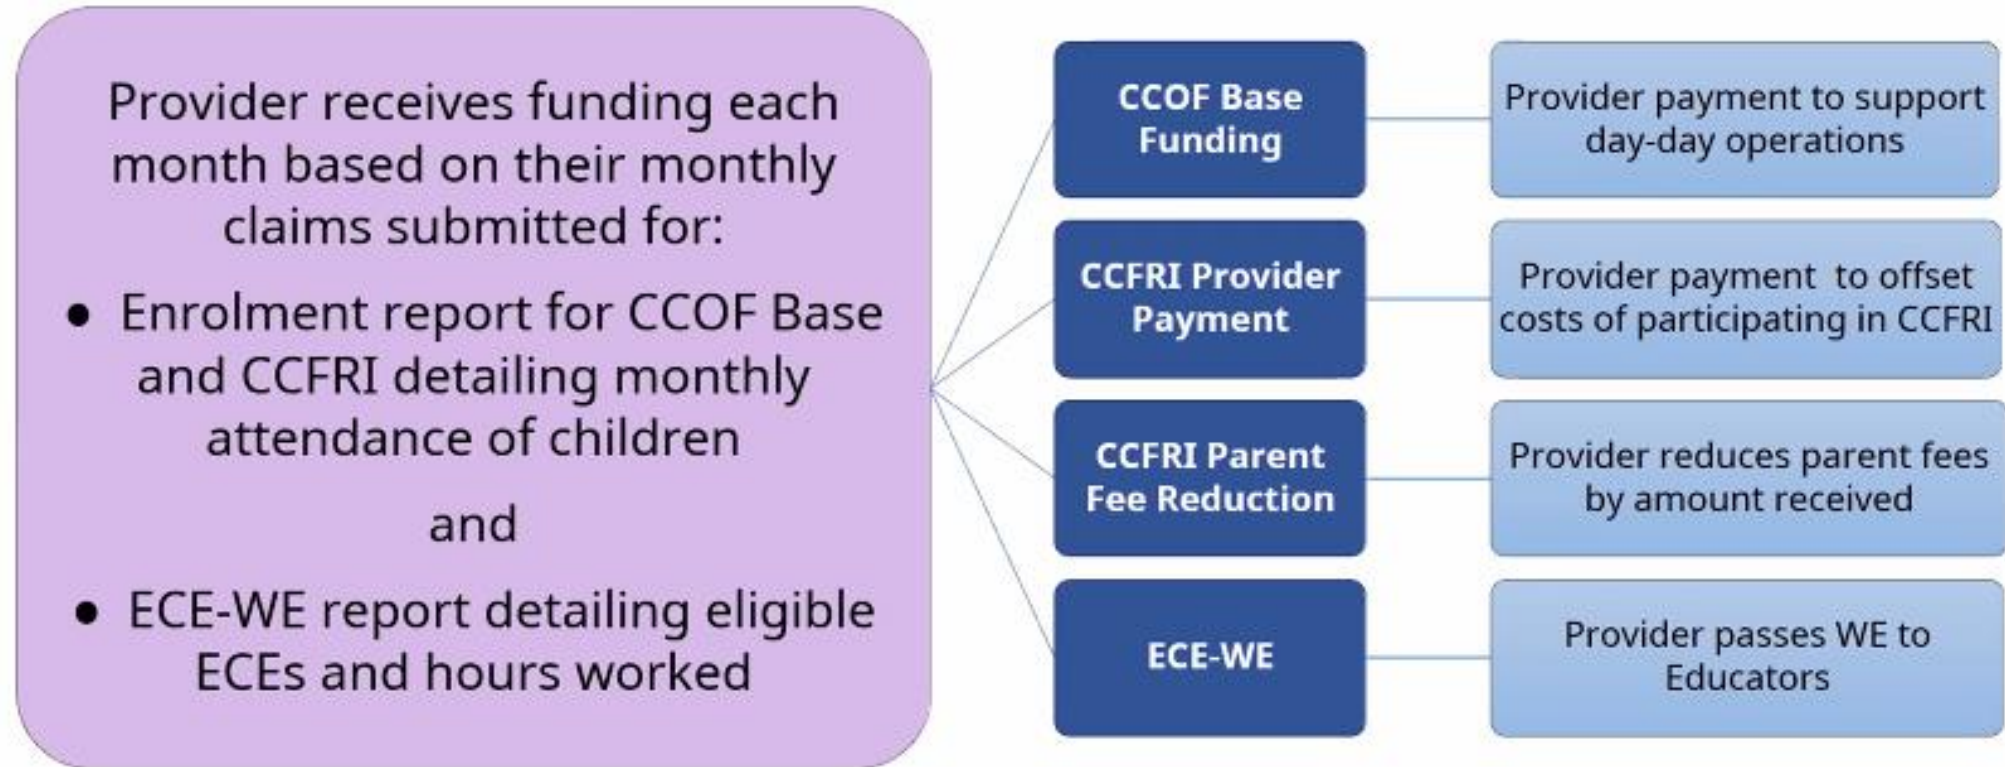 Provider receives funding each
month based on their monthly
claims submitted for:
● Enrolment report for CCOF Base
and CCFRI detailing monthly
attendance of children
and
● ECE-WE report detailing eligible
ECEs and hours worked
CCOF Base
Funding
Provider payment to support
day-day operations
CCFRI Provider
Payment
Provider payment to offset
costs of participating in CCFRI
CCFRI Parent
Fee Reduction
Provider reduces parent fees
by amount received
ECE-WE
Provider passes WE to
Educators